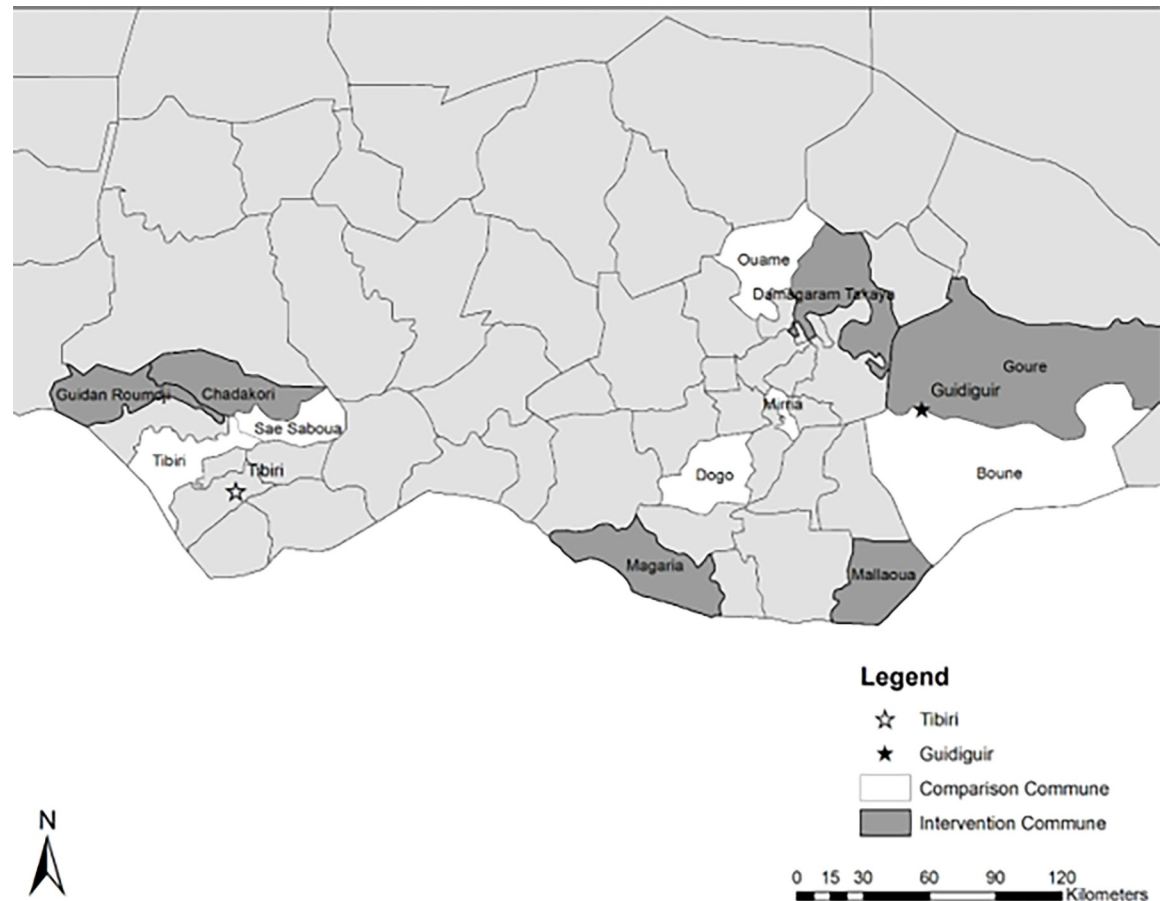 Ouame
Damagaram Takaya
Goure
Guidan Roumdji
Chadakori
Guidiguir
Mirria
Sae Saboua
Tibiri
Tibiri
Dogo
Boune
Magaria
Mallaoua
Legend
Tibiri
Guidiguir
Comparison Commune
Intervention Commune
N
0 15 30 60 90 120
Kilometers